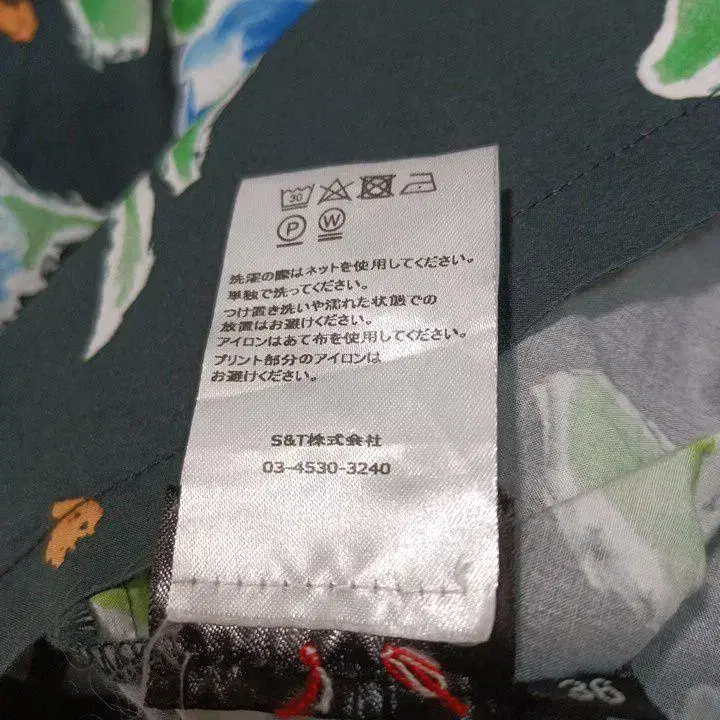 30
P W
洗濯の際はネットを使用してください。
単独で洗ってください。
つけ置き洗いや濡れた状態での
放置はお避けください。
アイロンはあて布を使用してください。
プリント部分のアイロンは
お避けください。
S&T株式会社
03-4530-3240
36